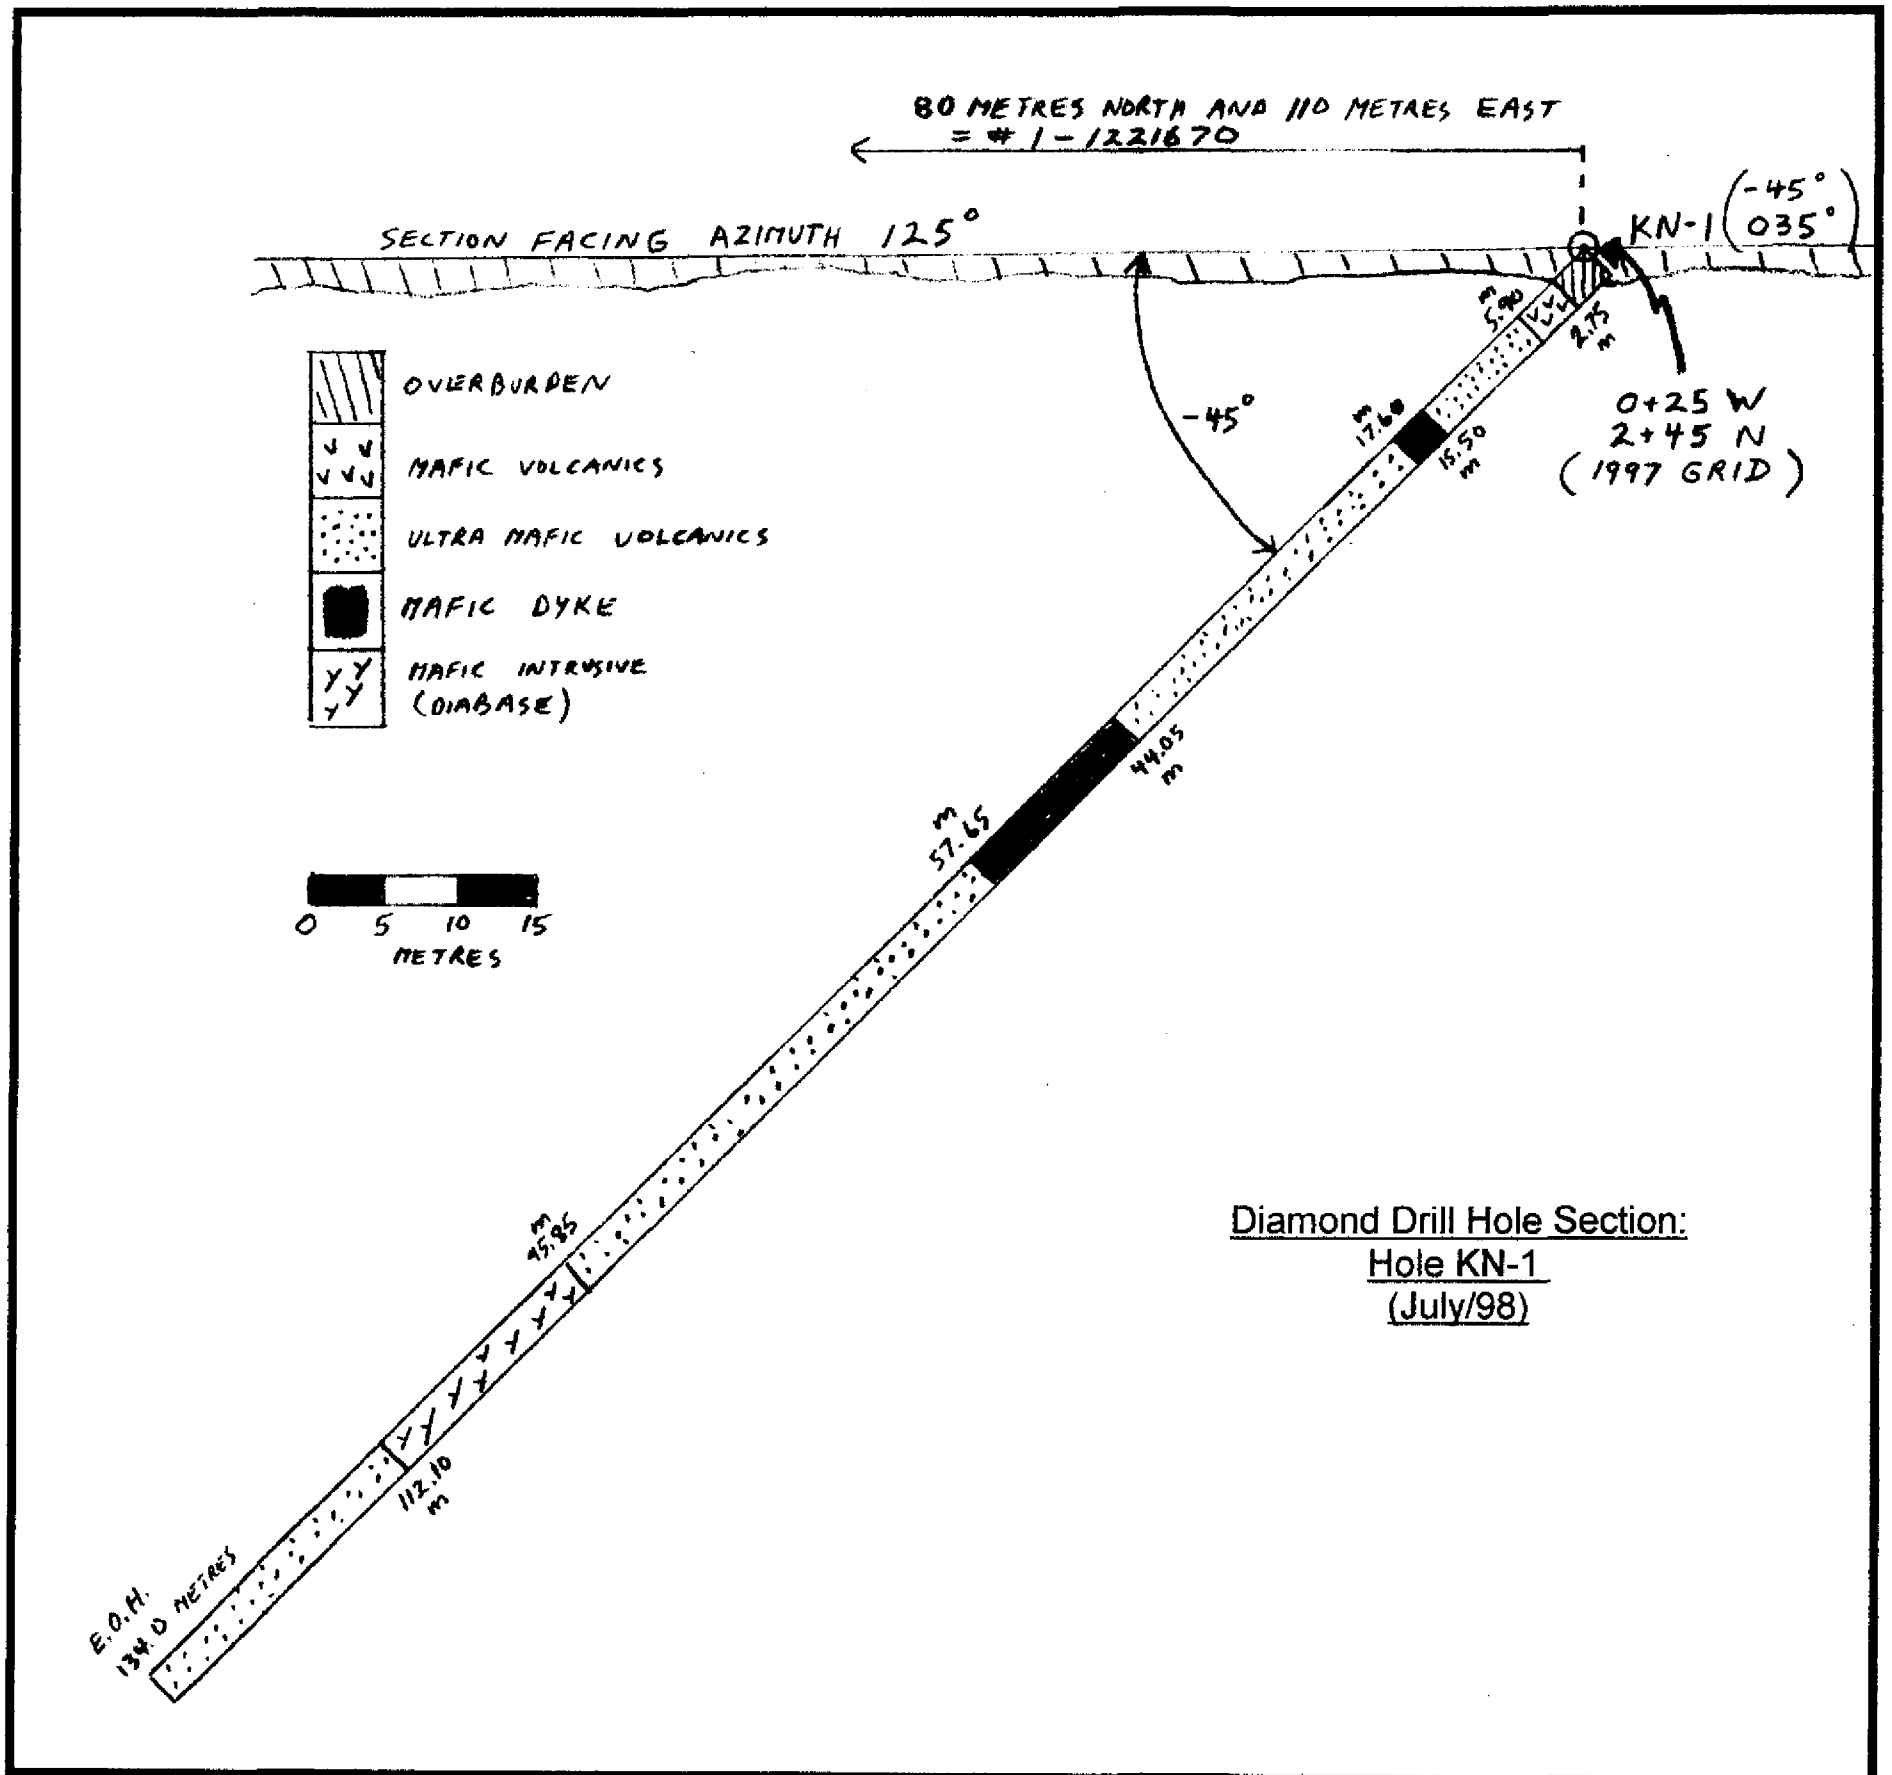 80 METRES NORTH AND 110 METRES EAST
= # 1 - 1221670
SECTION FACING AZIMUTH 125°
KN-1 (-45°
035°)
m
5.90
2.75
m
0+25 W
2+45 N
(1997 GRID)
OVERBURDEN
MAFIC VOLCANICS
ULTRA MAFIC VOLCANICS
MAFIC DYKE
MAFIC INTRUSIVE
(DIABASE)
-45°
m
17.60
15.50
m
44.05
m
m
57.65
0 5 10 15
METRES
m
95.85
112.10
m
E.O.H.
134.0 METRES
Diamond Drill Hole Section:
Hole KN-1
(July/98)